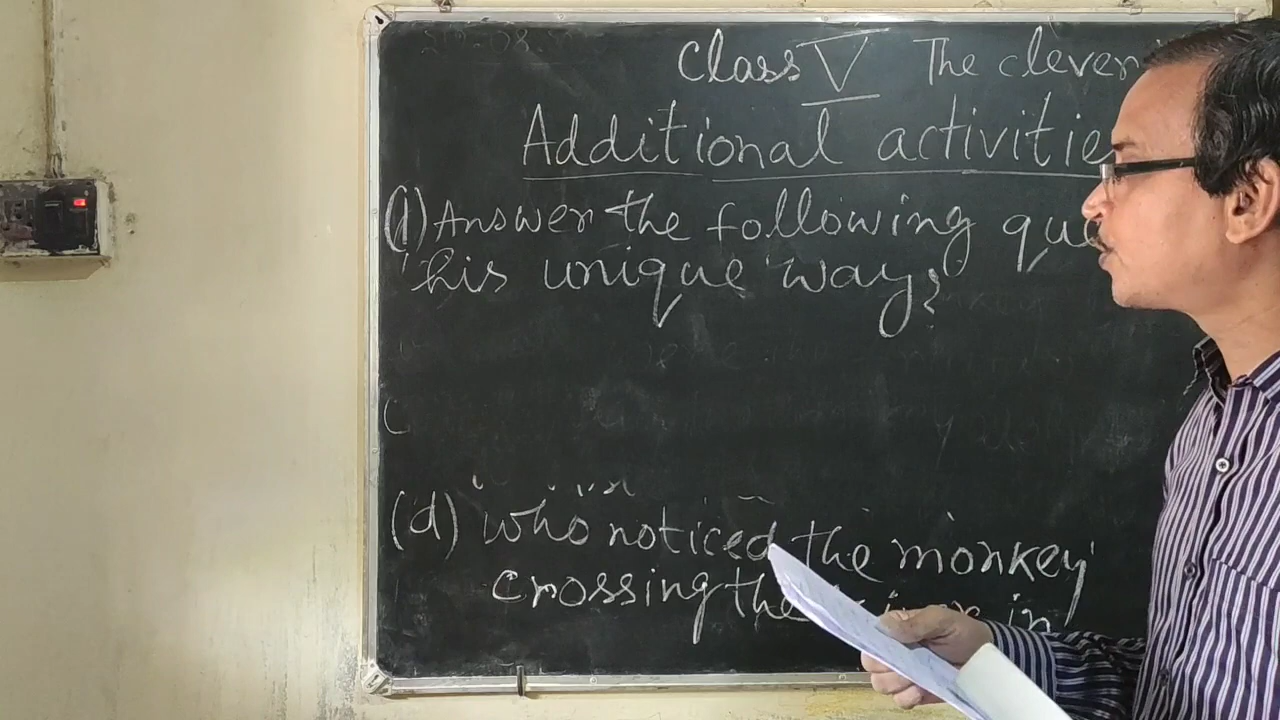 Class V The clever
Additional activitie
(1) Answer the following que
his unique way?
(d) who noticed the monkey
crossing the river in